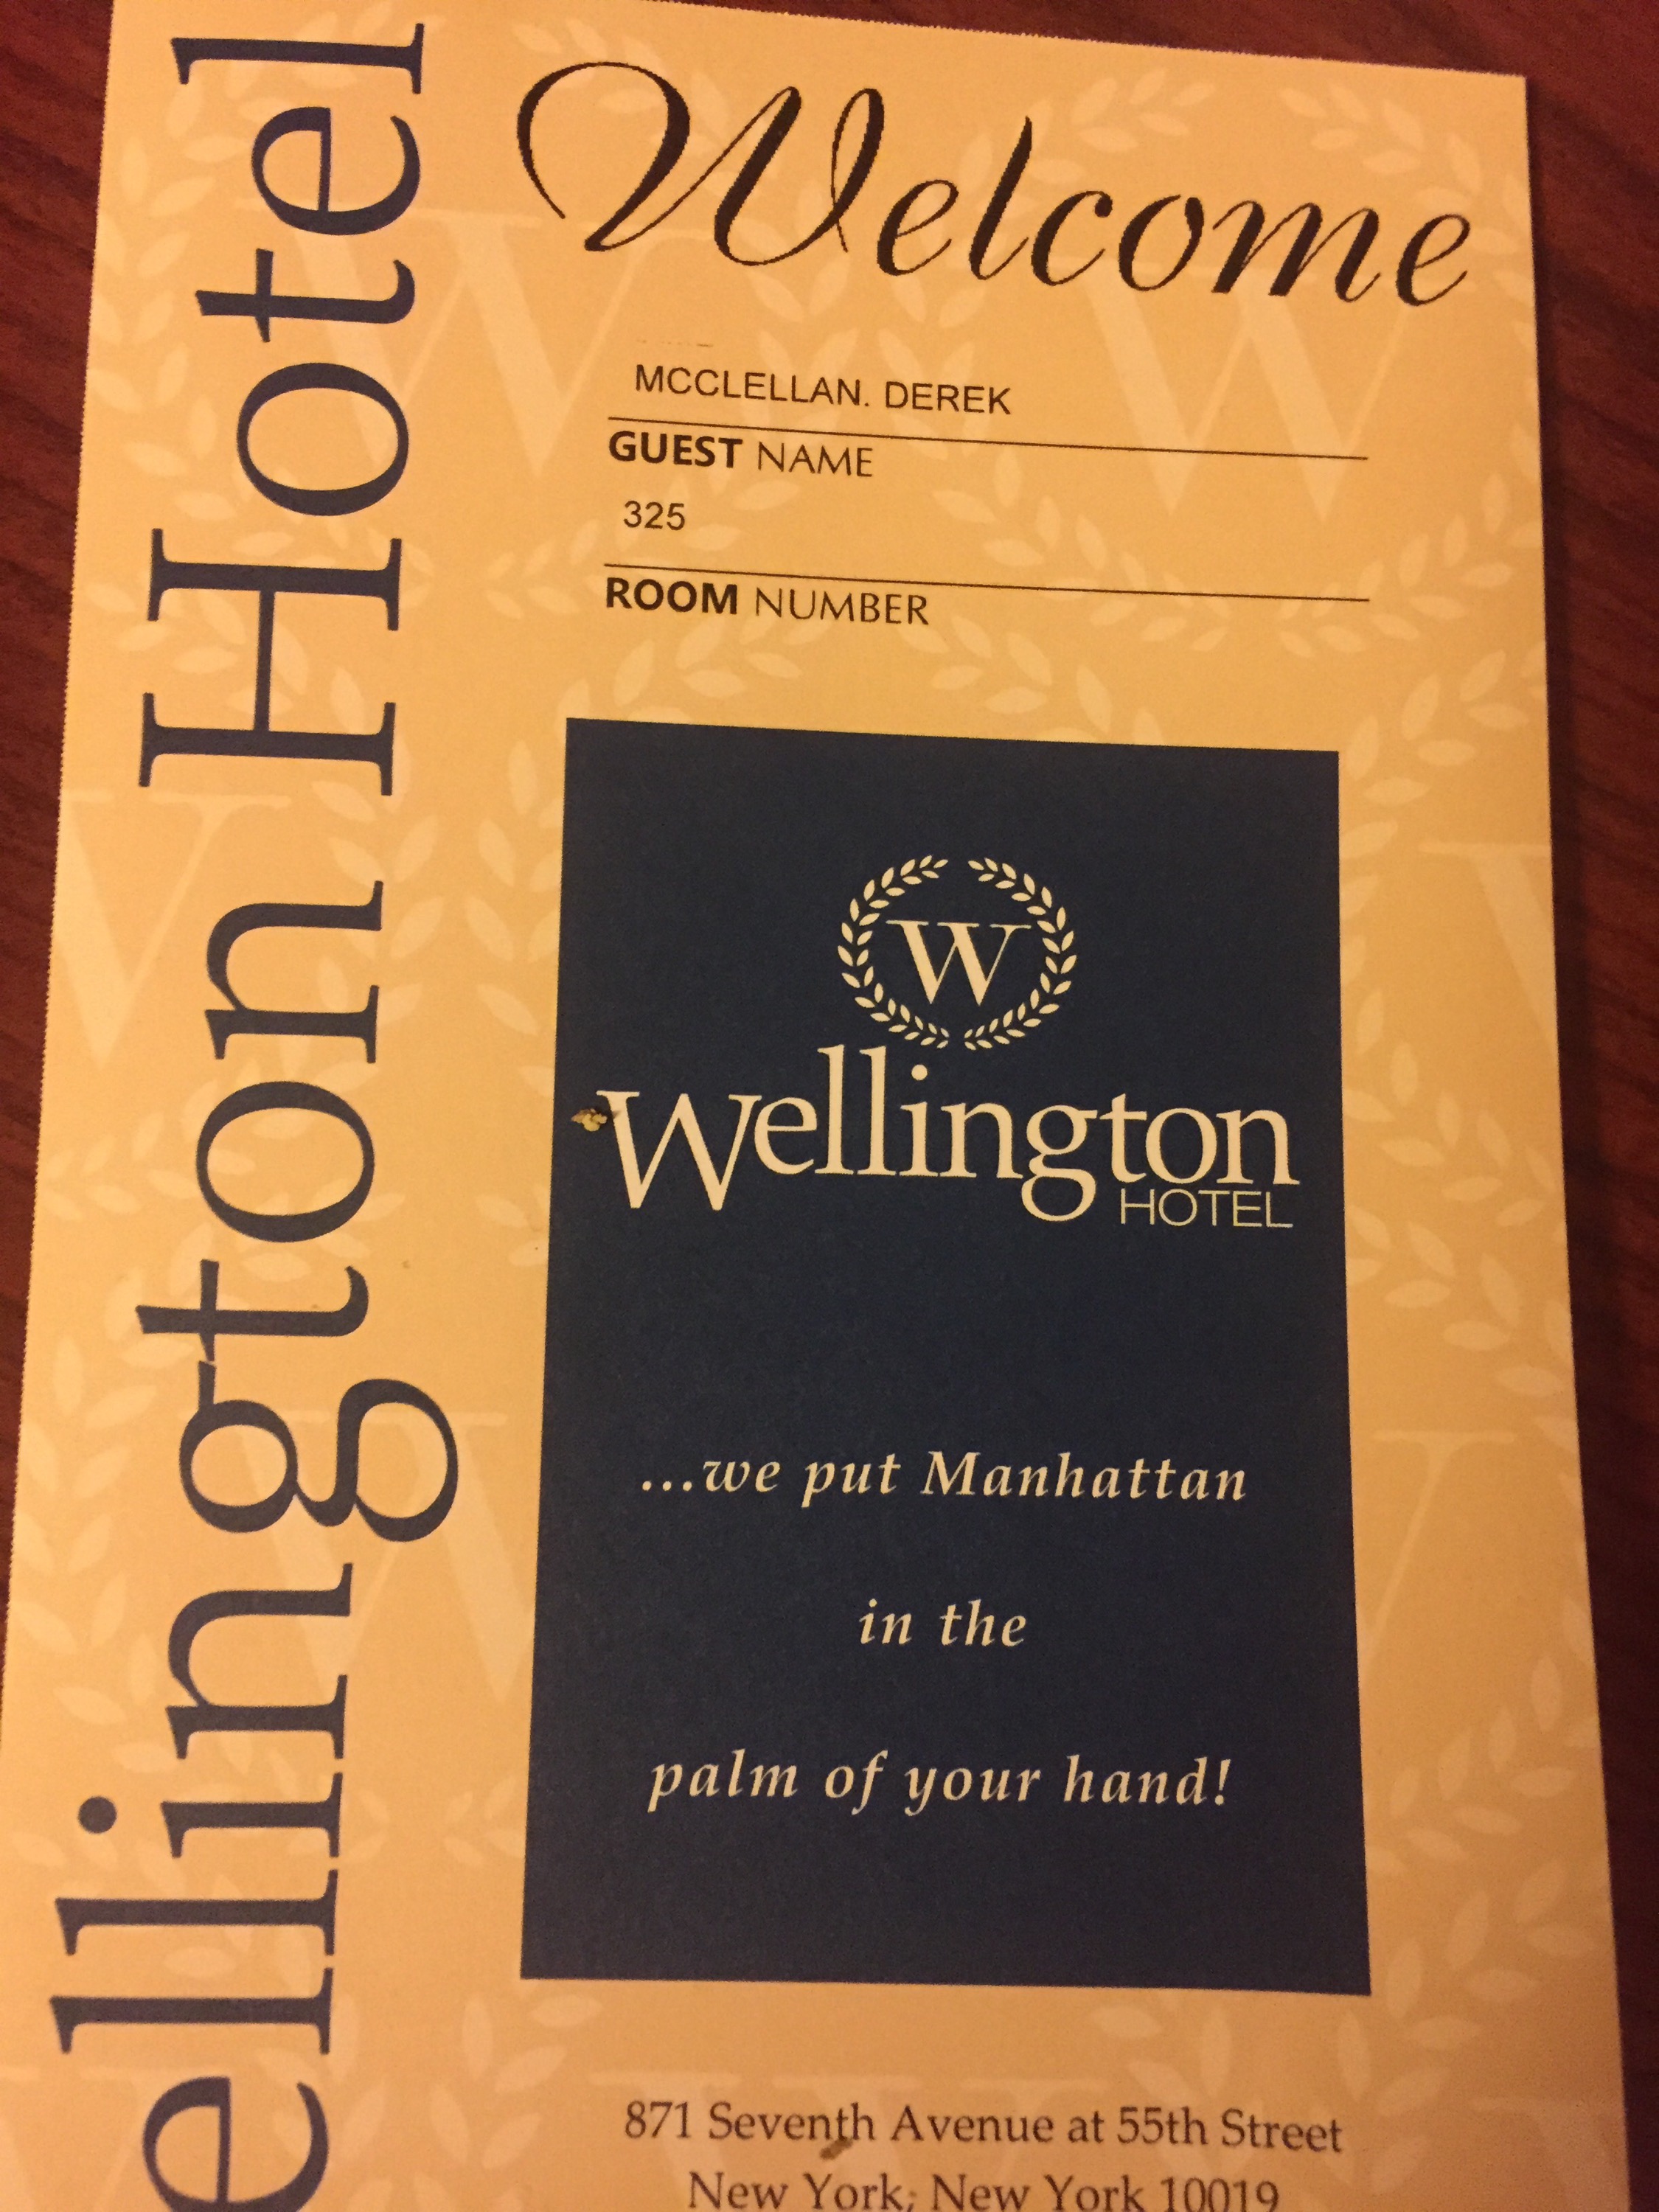 Welcome
MCCLELLAN. DEREK
GUEST NAME
325
ROOM NUMBER
W
Wellington
HOTEL
...we put Manhattan
in the
palm of your hand!
871 Seventh Avenue at 55th Street
New York, New York 10019
ellington Hotel